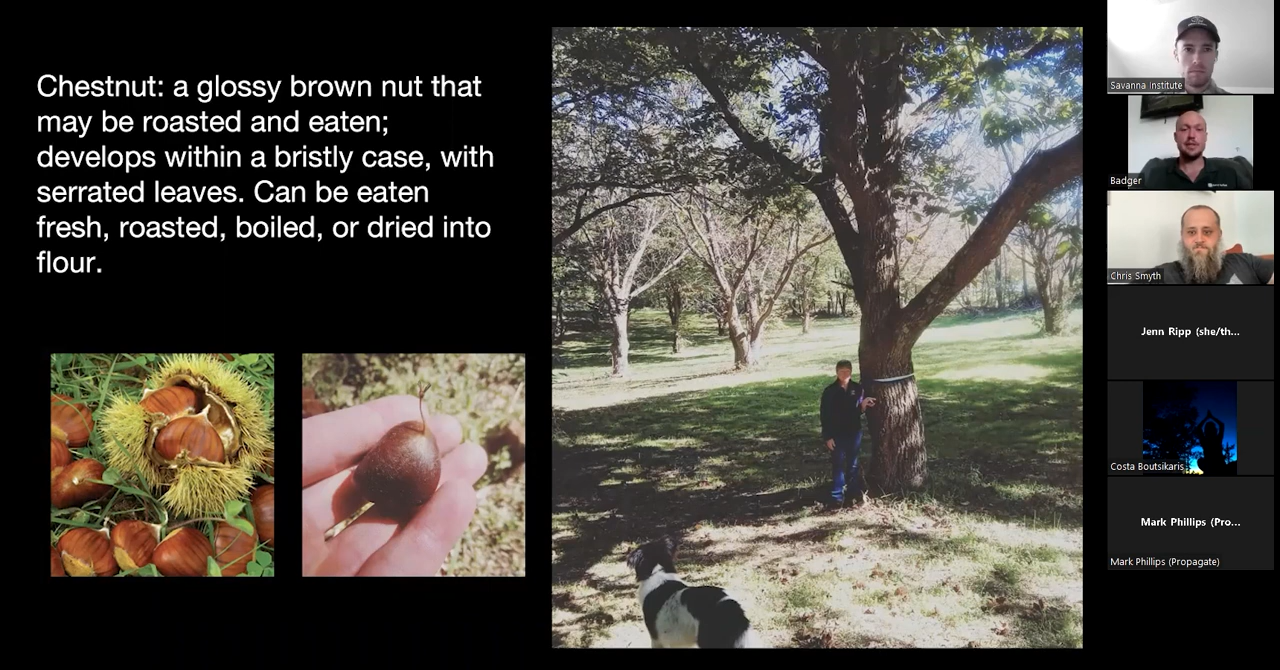 Chestnut: a glossy brown nut that
may be roasted and eaten;
develops within a bristly case, with
serrated leaves. Can be eaten
fresh, roasted, boiled, or dried into
flour.
Savanna Institute
Badger
Chris Smyth
Jenn Ripp (she/th...
Costa Boutsikaris
Mark Phillips (Pro...
Mark Phillips (Propagate)